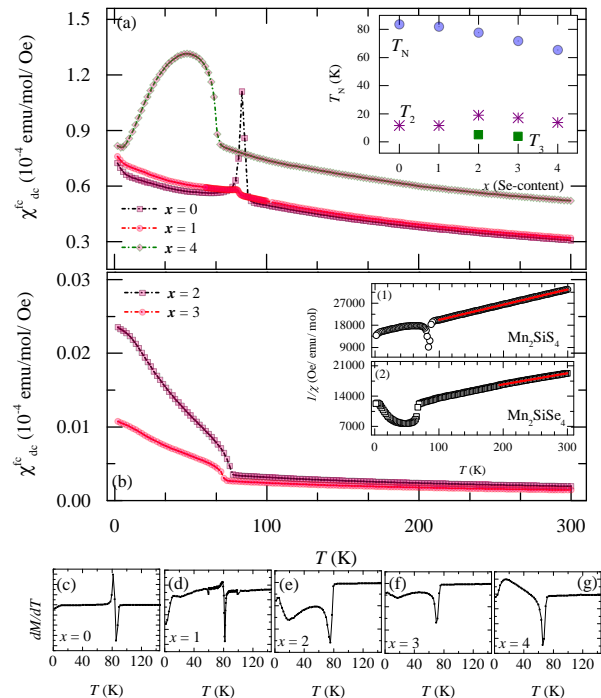 (a)
χ^fc_dc (10^-4 emu/mol/ Oe)
1.5
1.2
0.9
0.6
0.3
x = 0
x = 1
x = 4
T_N (K)
80
60
40
20
0
T_N
T_2
T_3
0 1 2 3 4
x (Se-content)
(b)
χ^fc_dc (10^-4 emu/mol/ Oe)
0.03
0.02
0.01
0.00
x = 2
x = 3
1/χ (Oe/ emu/ mol)
(1)
27000
18000
9000
Mn2SiS4
(2)
21000
14000
7000
Mn2SiSe4
0 50 100 150 200 250 300
T (K)
0 100 200 300
T (K)
dM/dT
(c)
x = 0
(d)
x = 1
(e)
x = 2
(f)
x = 3
(g)
x = 4
0 40 80 120
0 40 80 120
0 40 80 120
0 40 80 120
0 40 80 120
T (K)
T (K)
T (K)
T (K)
T (K)